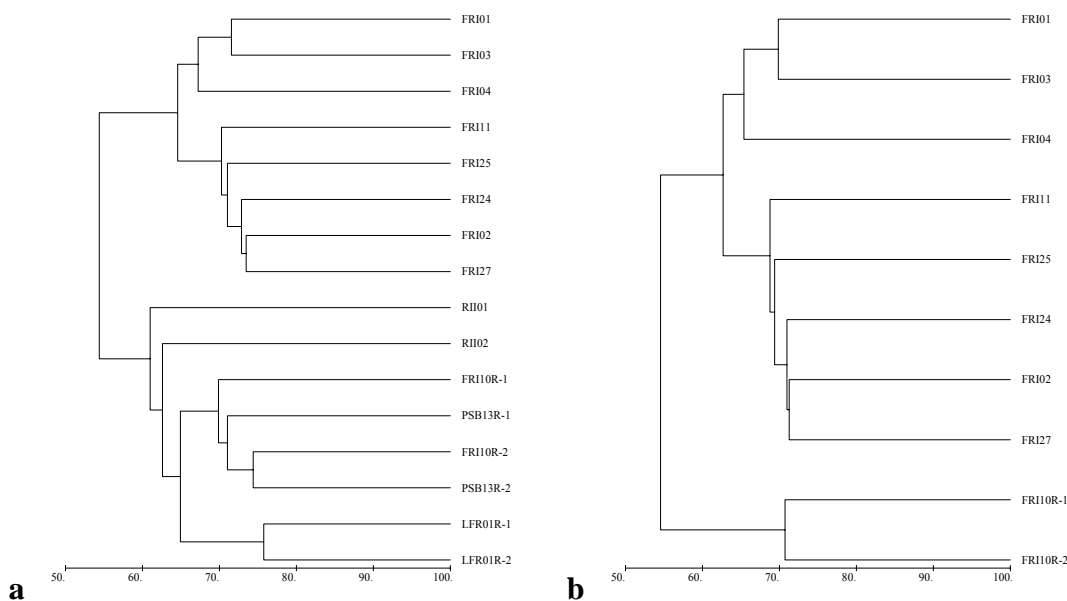 FRI01
FRI03
FRI04
FRI11
FRI25
FRI24
FRI02
FRI27
RII01
RII02
FRI10R-1
PSB13R-1
FRI10R-2
PSB13R-2
LFR01R-1
LFR01R-2
50. 60. 70. 80. 90. 100.
a
FRI01
FRI03
FRI04
FRI11
FRI25
FRI24
FRI02
FRI27
FRI10R-1
FRI10R-2
50. 60. 70. 80. 90. 100.
b